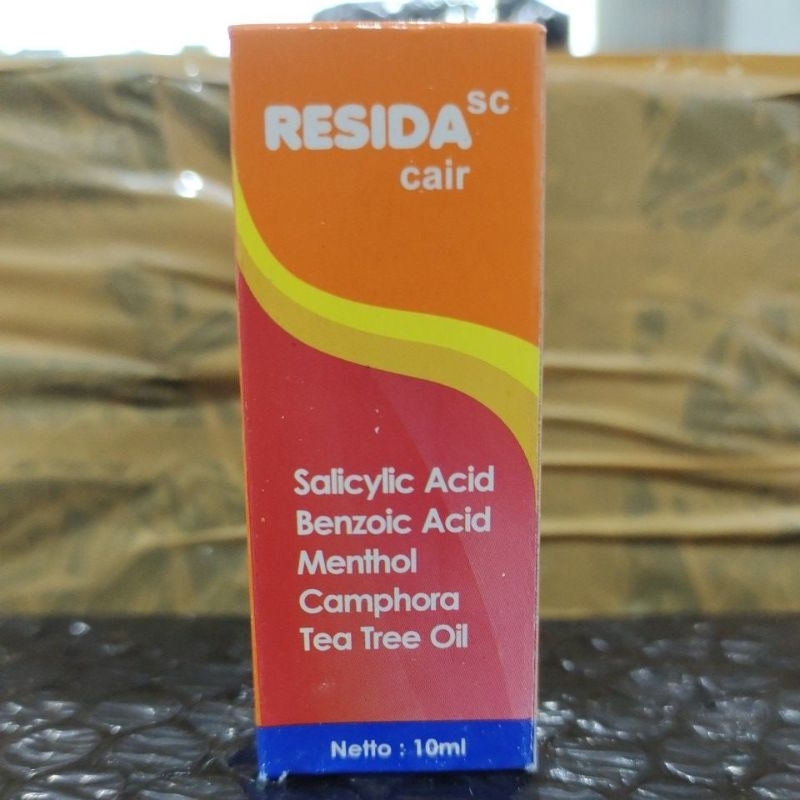 RESIDA SC
cair
Salicylic Acid
Benzoic Acid
Menthol
Camphora
Tea Tree Oil
Netto : 10ml